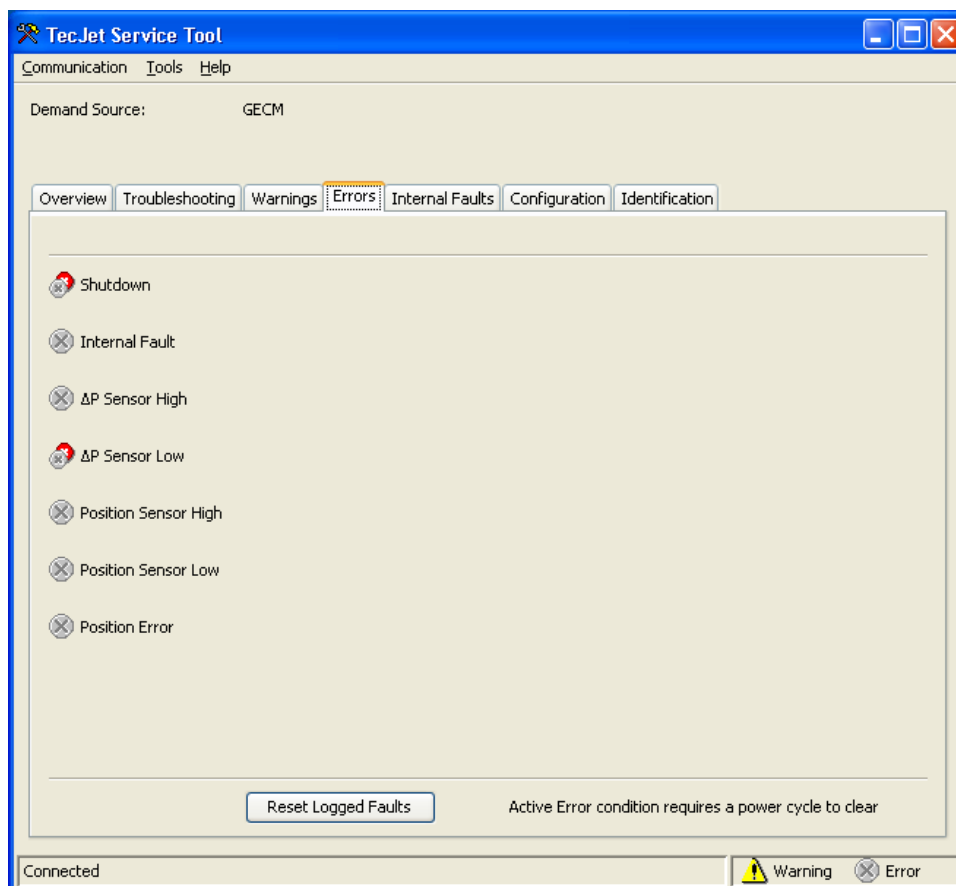 TecJet Service Tool
Communication Tools Help
Demand Source: GECM
Overview Troubleshooting Warnings Errors Internal Faults Configuration Identification
Shutdown
Internal Fault
ΔP Sensor High
ΔP Sensor Low
Position Sensor High
Position Sensor Low
Position Error
Reset Logged Faults Active Error condition requires a power cycle to clear
Connected Warning Error